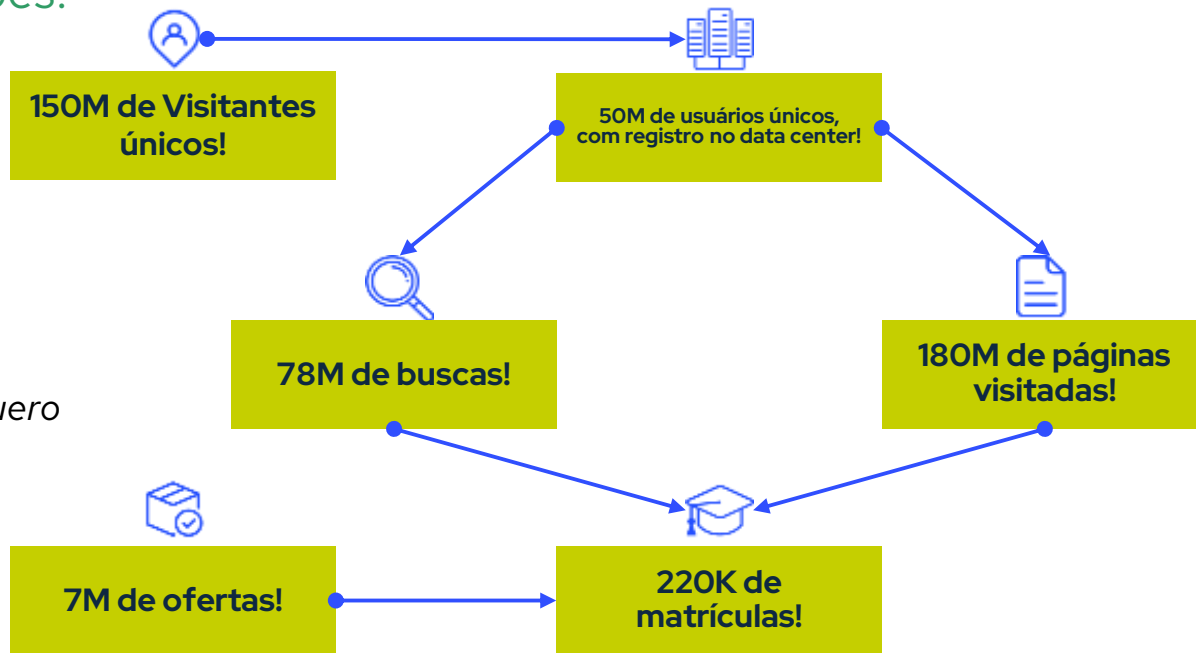 150M de Visitantes
únicos!
50M de usuários únicos,
com registro no data center!
78M de buscas!
180M de páginas
visitadas!
7M de ofertas!
220K de
matrículas!